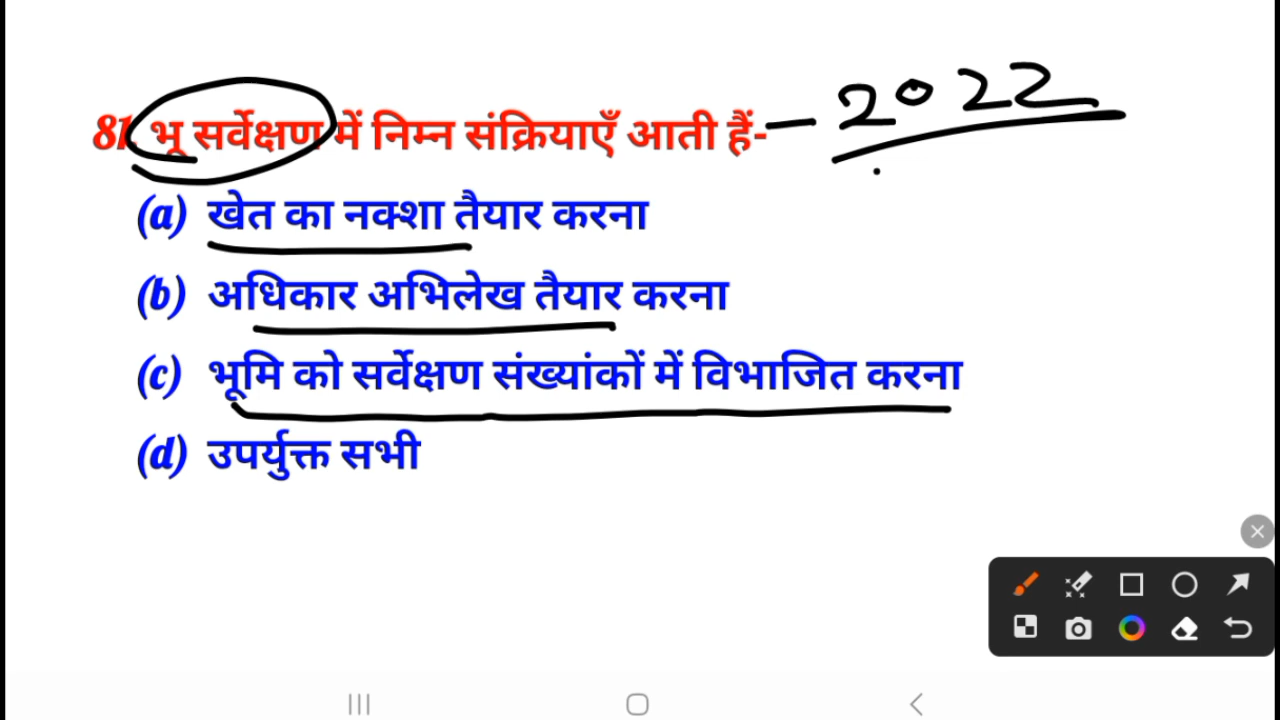 81. भू सर्वेक्षण में निम्न संक्रियाएँ आती हैं- - 2022
(a) खेत का नक्शा तैयार करना
(b) अधिकार अभिलेख तैयार करना
(c) भूमि को सर्वेक्षण संख्यांकों में विभाजित करना
(d) उपर्युक्त सभी